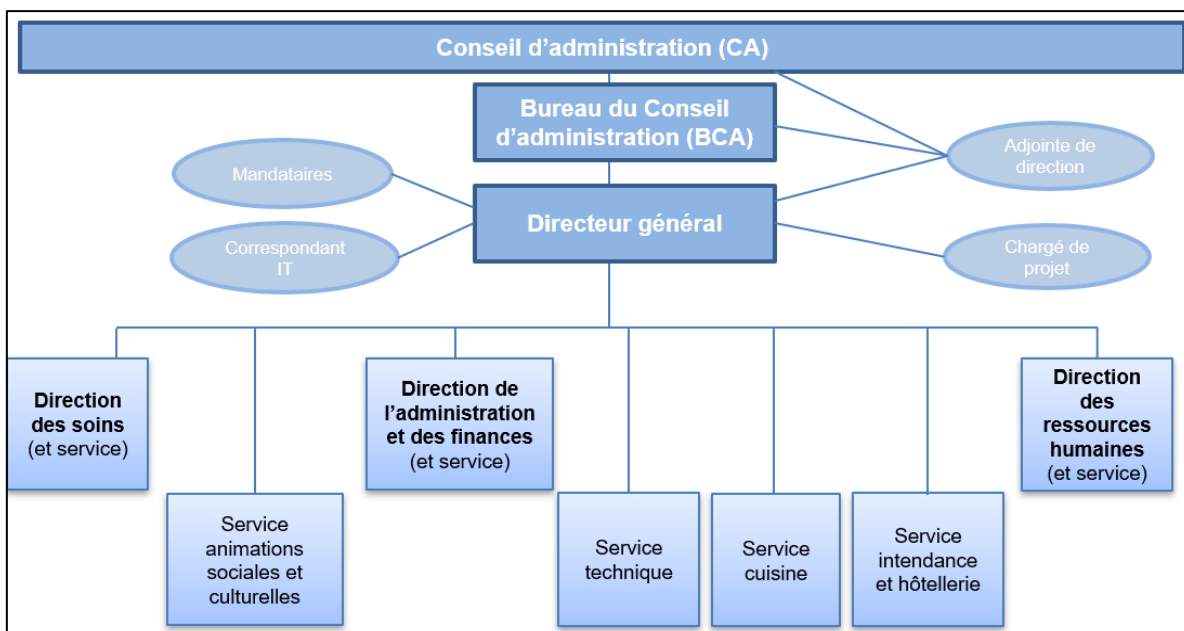 Conseil d’administration (CA)
Bureau du Conseil
d’administration (BCA)
Adjointe de
direction
Mandataires
Directeur général
Correspondant
IT
Chargé de
projet
Direction
des soins
(et service)
Direction de
l’administration
et des finances
(et service)
Direction
des
ressources
humaines
(et service)
Service
animations
sociales et
culturelles
Service
technique
Service
cuisine
Service
intendance
et hôtellerie